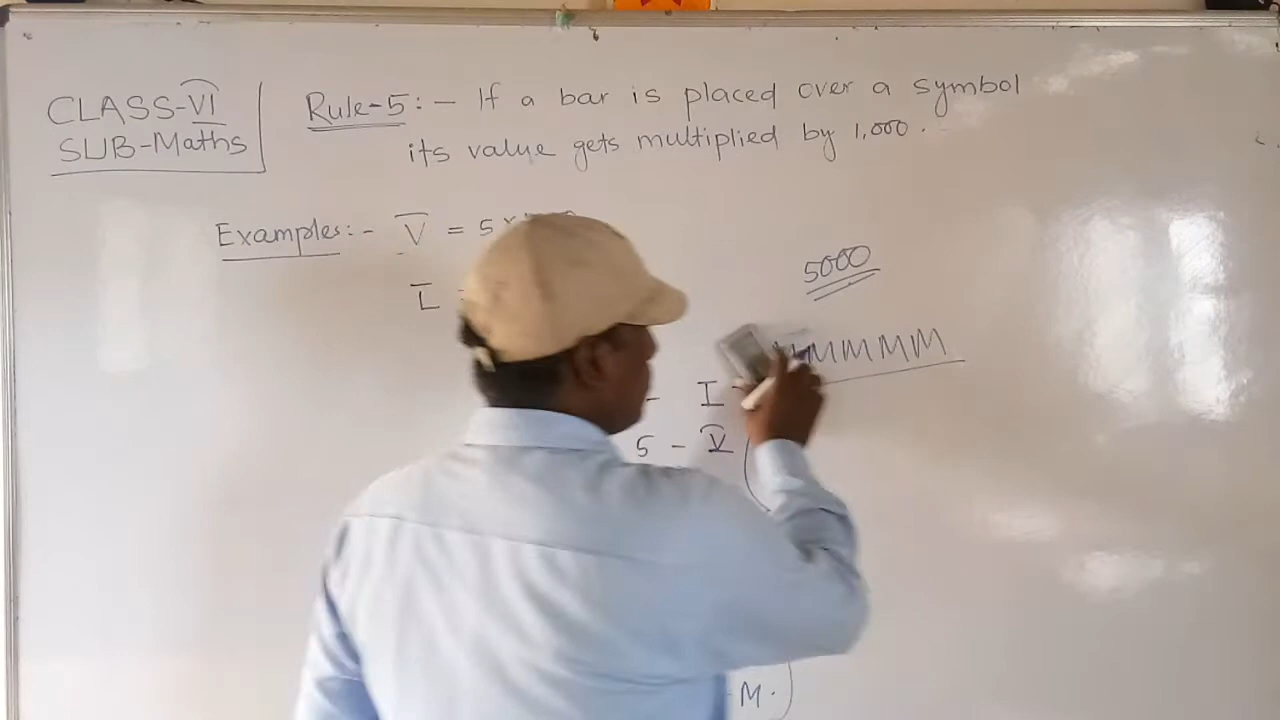 CLASS-VI
SUB-Maths
Rule-5:- If a bar is placed over a symbol
its value gets multiplied by 1,000.
Examples:- V̅ = 5×
L̅
5000
MMMMM
- I
5 - V
M.